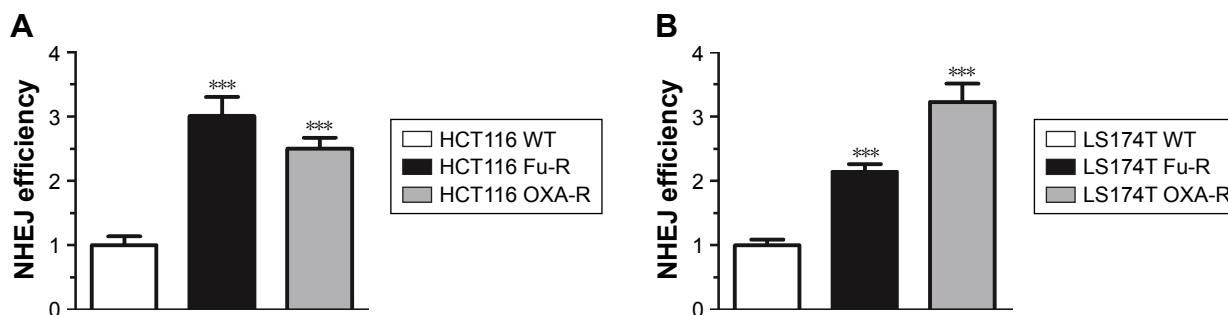 A
NHEJ efficiency
4
3
2
1
0
***
***
HCT116 WT
HCT116 Fu-R
HCT116 OXA-R
B
NHEJ efficiency
4
3
2
1
0
***
***
LS174T WT
LS174T Fu-R
LS174T OXA-R